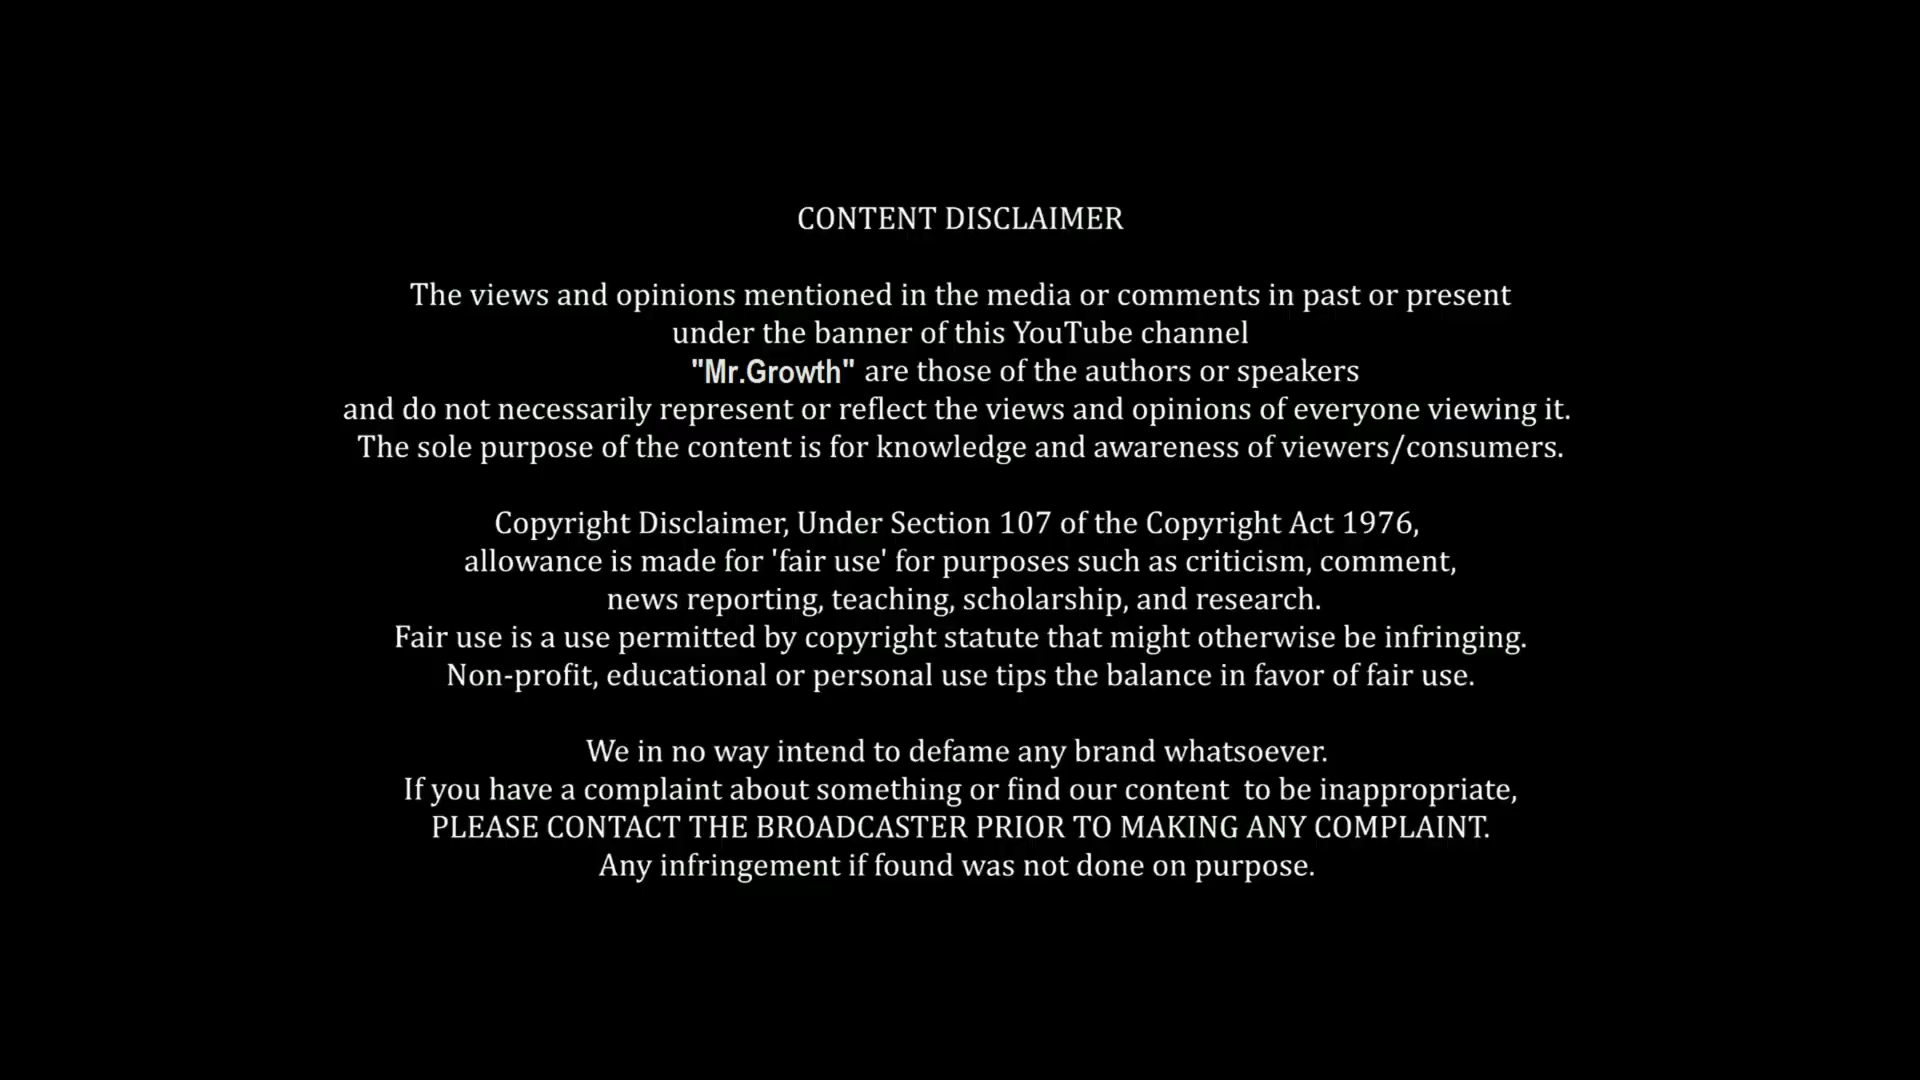 CONTENT DISCLAIMER
The views and opinions mentioned in the media or comments in past or present
under the banner of this YouTube channel
"Mr.Growth" are those of the authors or speakers
and do not necessarily represent or reflect the views and opinions of everyone viewing it.
The sole purpose of the content is for knowledge and awareness of viewers/consumers.
Copyright Disclaimer, Under Section 107 of the Copyright Act 1976,
allowance is made for 'fair use' for purposes such as criticism, comment,
news reporting, teaching, scholarship, and research.
Fair use is a use permitted by copyright statute that might otherwise be infringing.
Non-profit, educational or personal use tips the balance in favor of fair use.
We in no way intend to defame any brand whatsoever.
If you have a complaint about something or find our content  to be inappropriate,
PLEASE CONTACT THE BROADCASTER PRIOR TO MAKING ANY COMPLAINT.
Any infringement if found was not done on purpose.